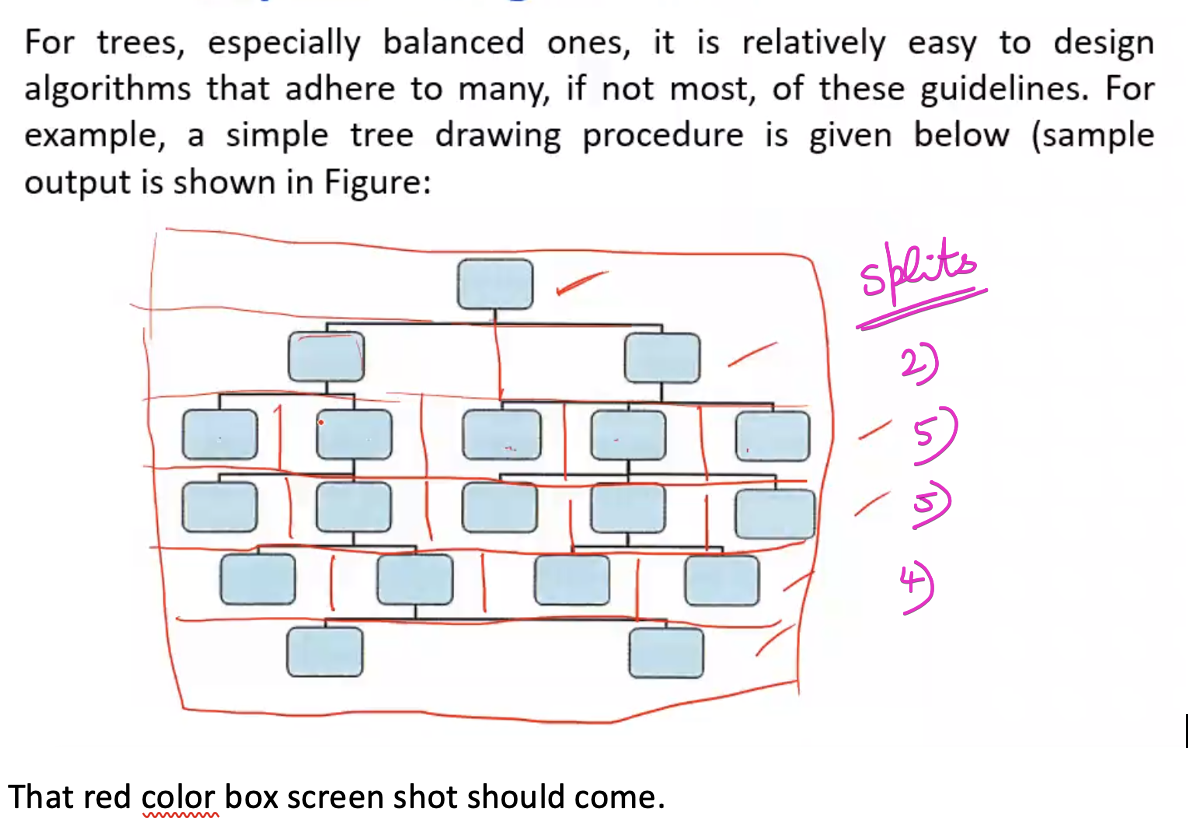 For trees, especially balanced ones, it is relatively easy to design
algorithms that adhere to many, if not most, of these guidelines. For
example, a simple tree drawing procedure is given below (sample
output is shown in Figure:
splits
2)
5)
5)
4)
That red color box screen shot should come.